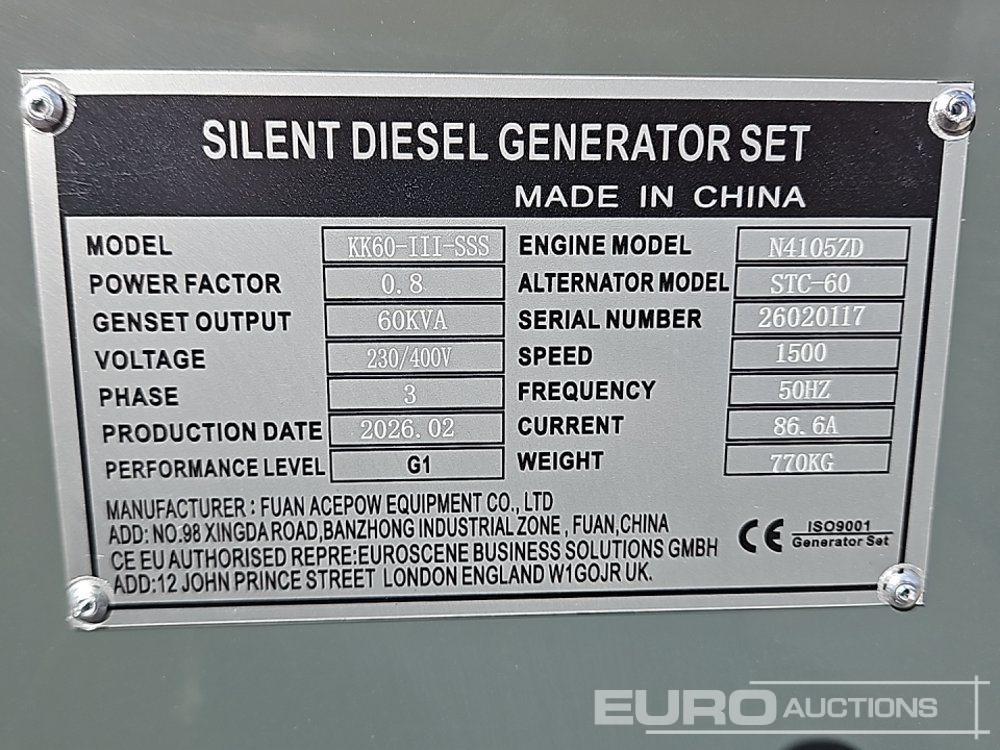 SILENT DIESEL GENERATOR SET
MADE IN CHINA
MODEL KK60-III-SSS ENGINE MODEL N4105ZD
POWER FACTOR 0.8 ALTERNATOR MODEL STC-60
GENSET OUTPUT 60KVA SERIAL NUMBER 26020117
VOLTAGE 230/400V SPEED 1500
PHASE 3 FREQUENCY 50HZ
PRODUCTION DATE 2026.02 CURRENT 86.6A
PERFORMANCE LEVEL G1 WEIGHT 770KG
MANUFACTURER : FUAN ACEPOW EQUIPMENT CO., LTD
ADD: NO.98 XINGDA ROAD,BANZHONG INDUSTRIAL ZONE , FUAN,CHINA
CE EU AUTHORISED REPRE:EUROSCENE BUSINESS SOLUTIONS GMBH
ADD:12 JOHN PRINCE STREET LONDON ENGLAND W1GOJR UK.
CE ISO9001
Generator Set
EURO AUCTIONS